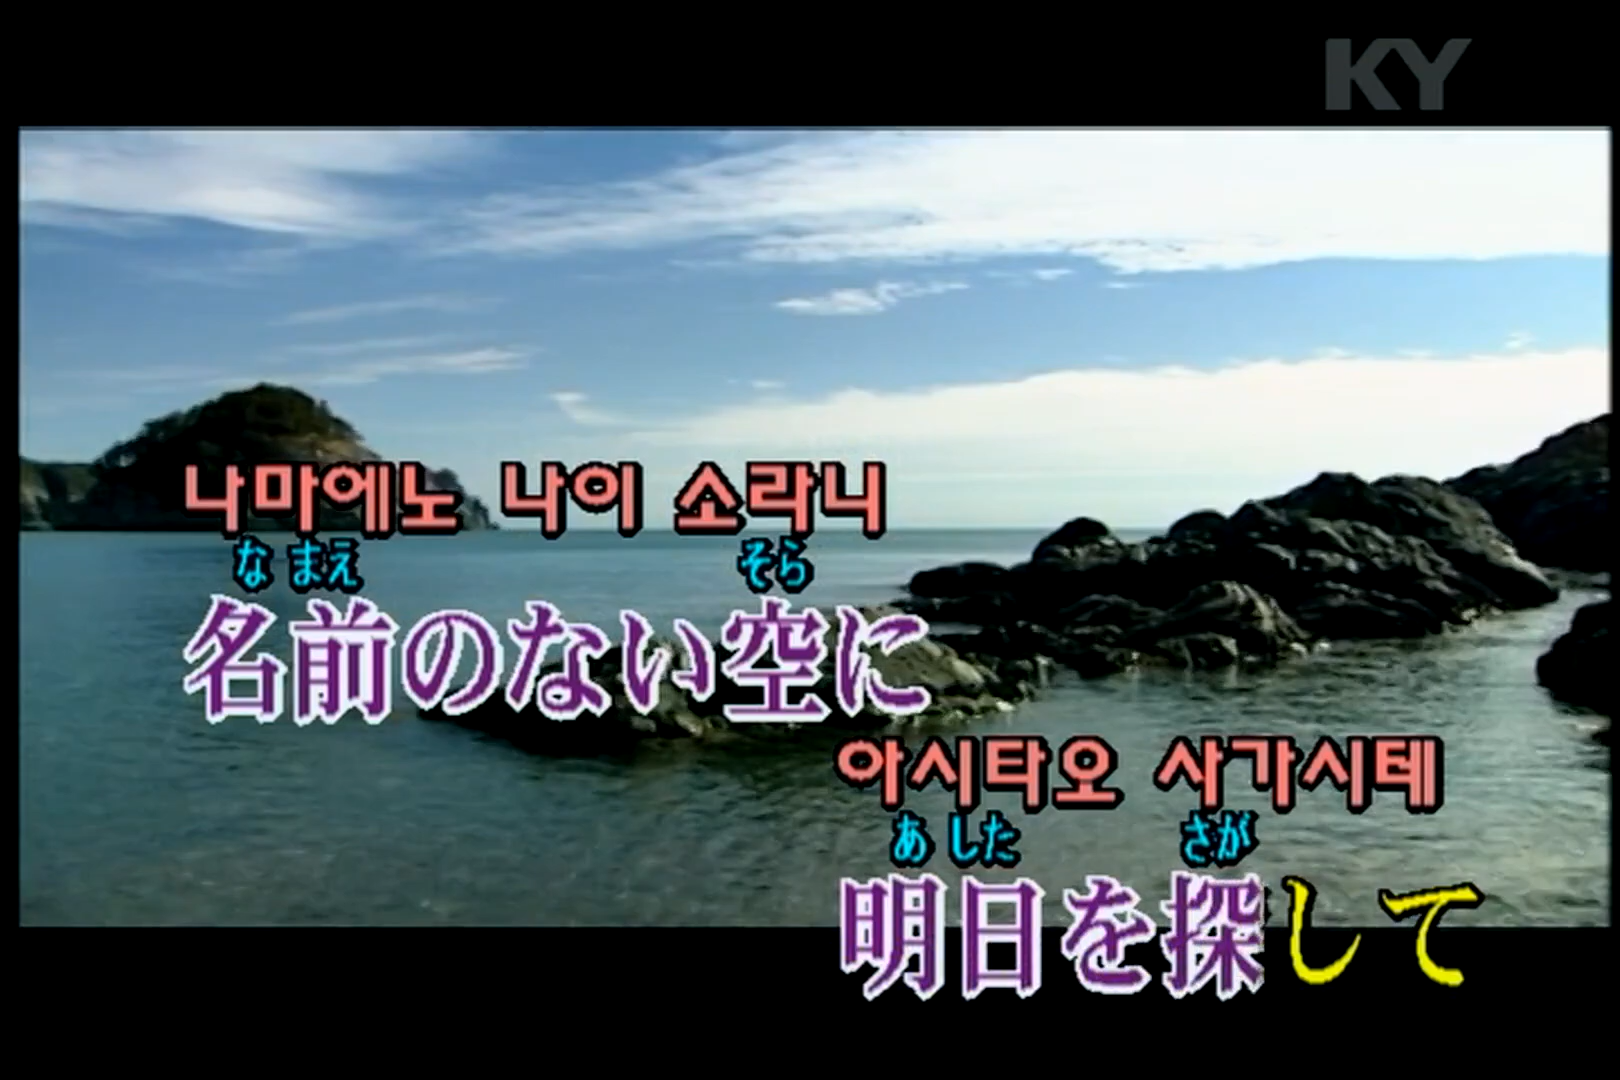 KY
나마에노 나이 소라니
なまえ そら
名前のない空に
아시타오 사가시테
あした さが
明日を探して